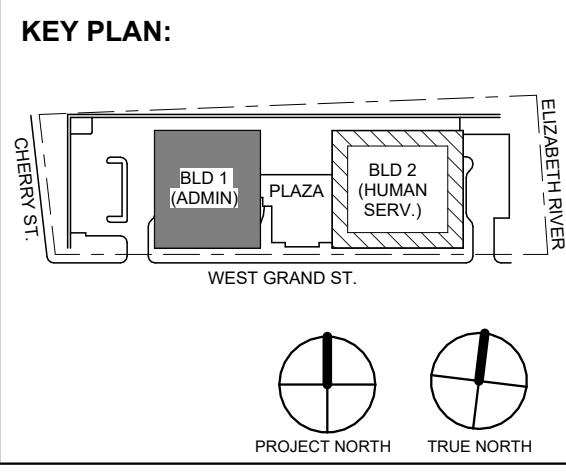 KEY PLAN:
CHERRY ST.
BLD 1
(ADMIN)
PLAZA
BLD 2
(HUMAN
SERV.)
ELIZABETH RIVER
WEST GRAND ST.
PROJECT NORTH
TRUE NORTH